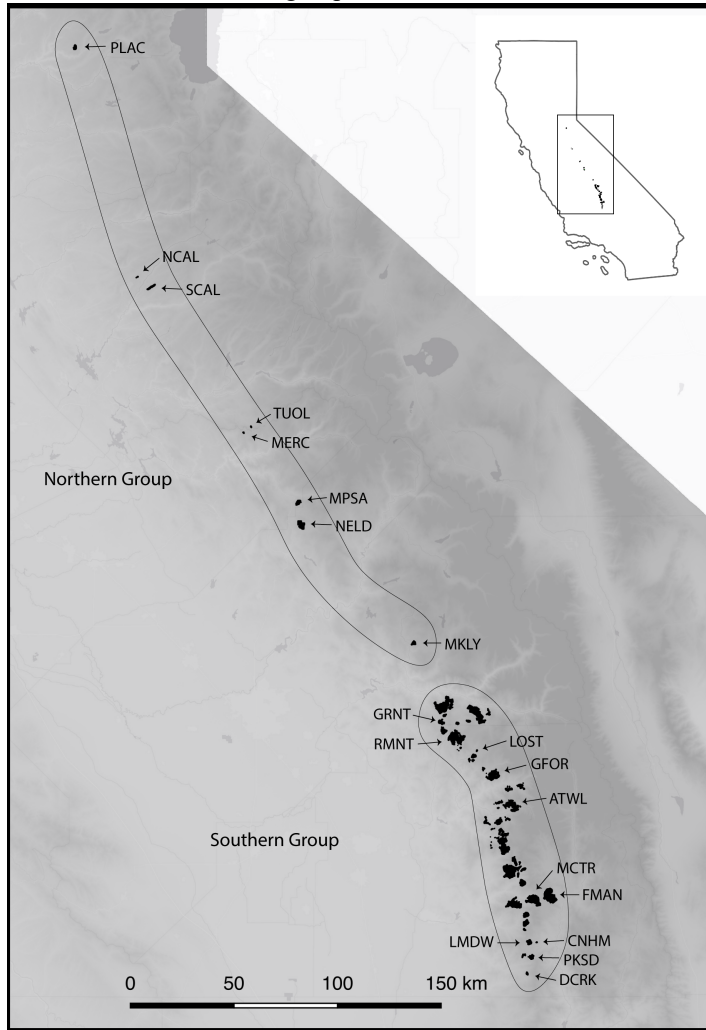 PLAC
NCAL
SCAL
TUOL
MERC
Northern Group
MPSA
NELD
MKLY
GRNT
RMNT
LOST
GFOR
ATWL
Southern Group
MCTR
FMAN
LMDW
CNHM
PKSD
DCRK
0 50 100 150 km